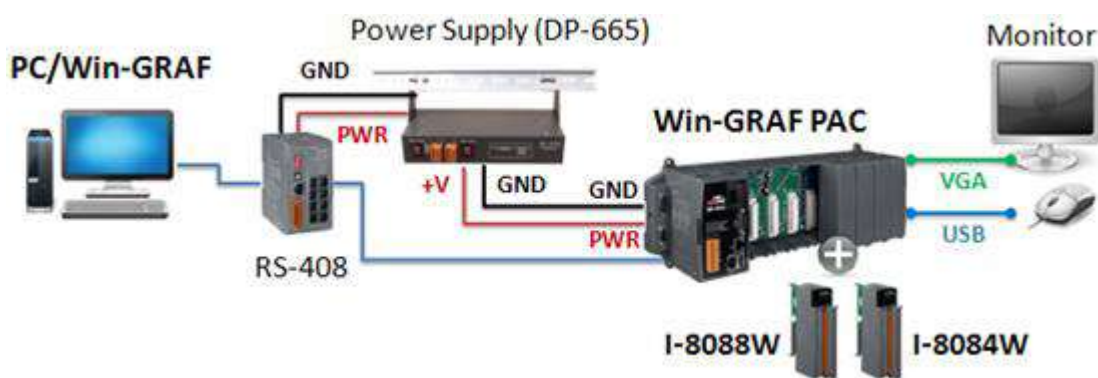 Power Supply (DP-665)
Monitor
PC/Win-GRAF
GND
PWR
Win-GRAF PAC
+V
GND
GND
VGA
PWR
USB
RS-408
I-8088W
I-8084W